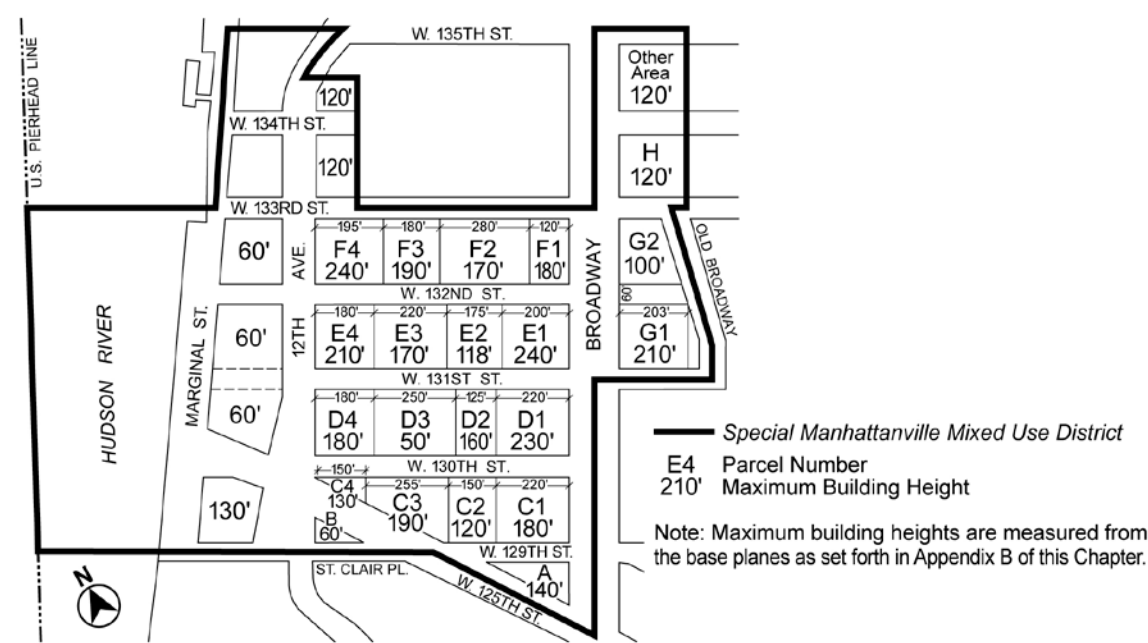 W. 135TH ST.
U.S. PIERHEAD LINE
Other
Area
120'
120'
W. 134TH ST.
120'
H
120'
W. 133RD ST.
60'
AVE.
195'
180'
280'
120'
F4
240'
F3
190'
F2
170'
F1
180'
G2
100'
OLD BROADWAY
W. 132ND ST.
60'
BROADWAY
HUDSON RIVER
MARGINAL ST.
60'
12TH
180'
220'
175'
200'
203'
E4
210'
E3
170'
E2
118'
E1
240'
G1
210'
W. 131ST ST.
60'
180'
250'
125'
220'
D4
180'
D3
50'
D2
160'
D1
230'
W. 130TH ST.
130'
150'
255'
150'
220'
C4
130'
C3
190'
C2
120'
C1
180'
B
60'
W. 129TH ST.
ST. CLAIR PL.
A
140'
W. 125TH ST.
N
Special Manhattanville Mixed Use District
E4 Parcel Number
210' Maximum Building Height
Note: Maximum building heights are measured from
the base planes as set forth in Appendix B of this Chapter.